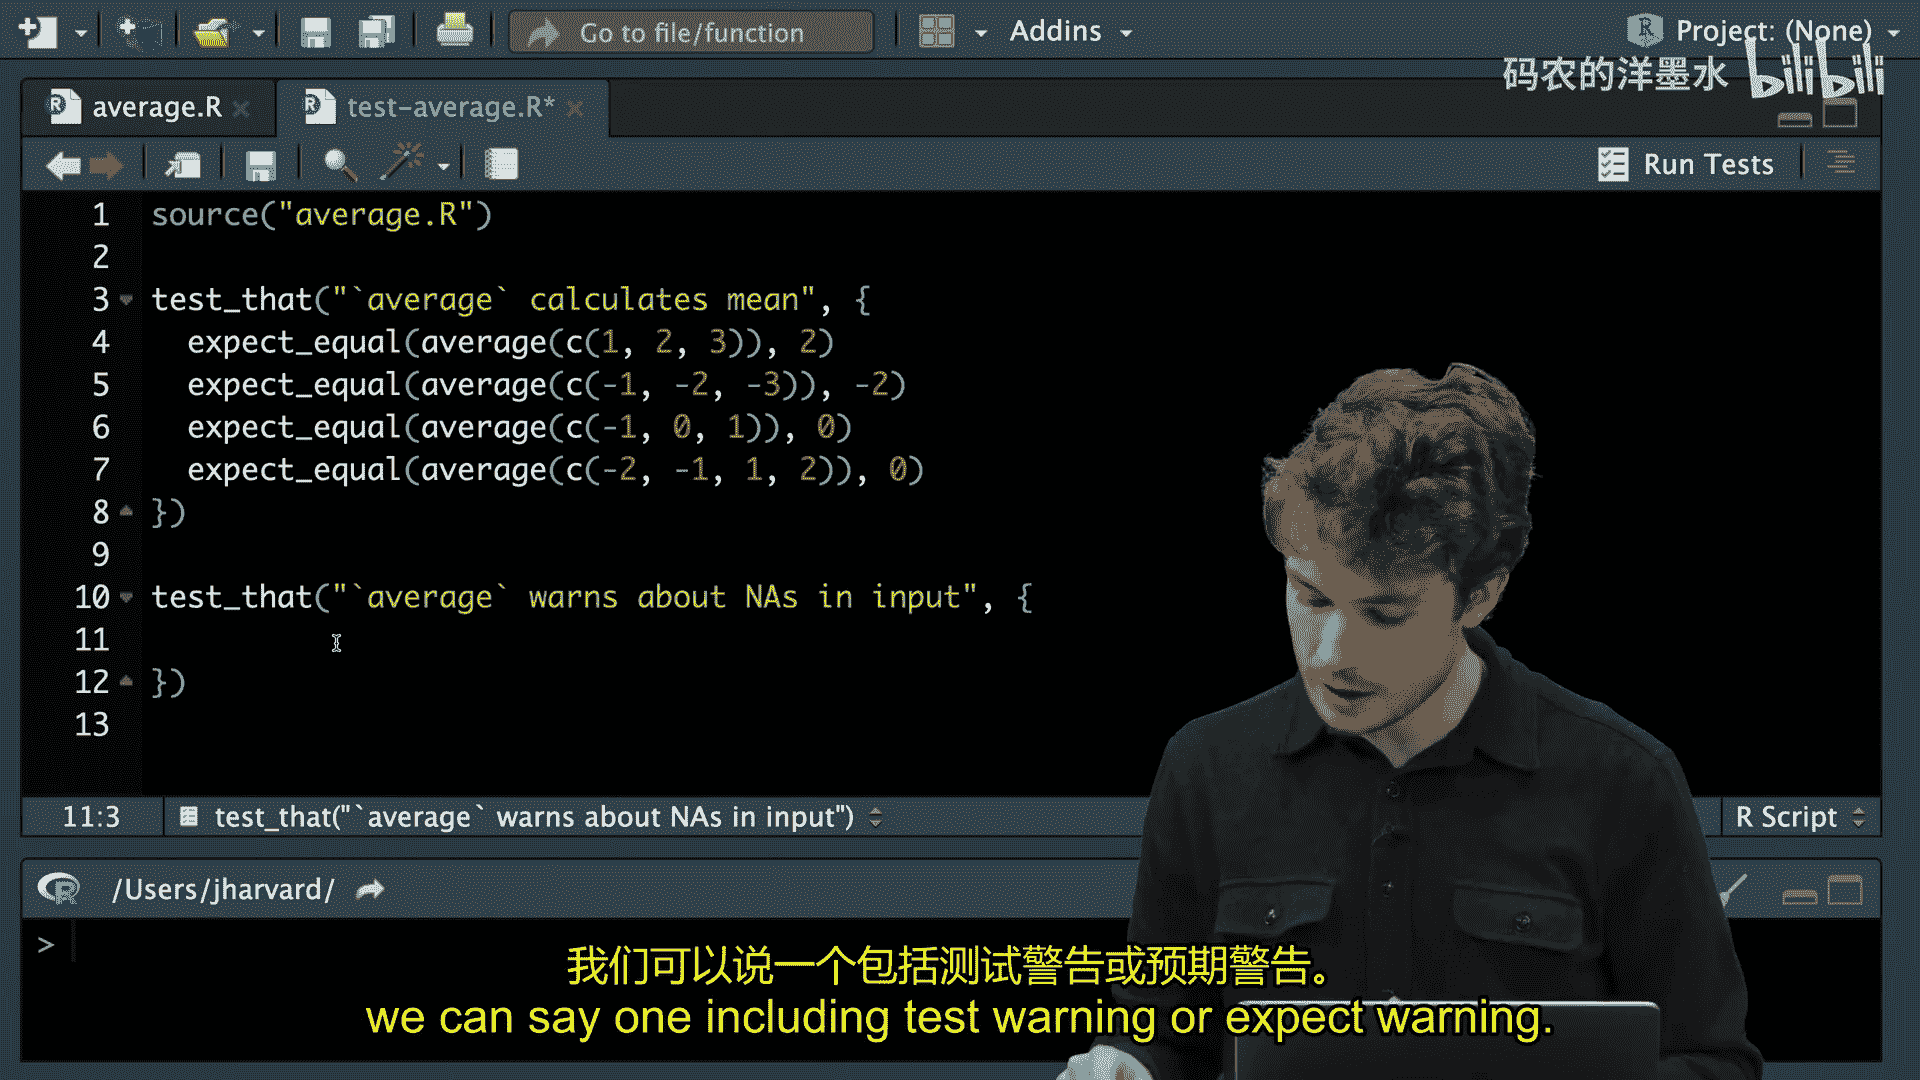 Go to file/function
Addins
Project: (None)
码农的洋墨水 bilibili
average.R
test-average.R*
Run Tests
1 source("average.R")
2
3 test_that("`average` calculates mean", {
4 expect_equal(average(c(1, 2, 3)), 2)
5 expect_equal(average(c(-1, -2, -3)), -2)
6 expect_equal(average(c(-1, 0, 1)), 0)
7 expect_equal(average(c(-2, -1, 1, 2)), 0)
8 })
9
10 test_that("`average` warns about NAs in input", {
11
12 })
13
11:3 test_that("`average` warns about NAs in input") R Script
/Users/jharvard/
>
我们可以说一个包括测试警告或预期警告。
we can say one including test warning or expect warning.